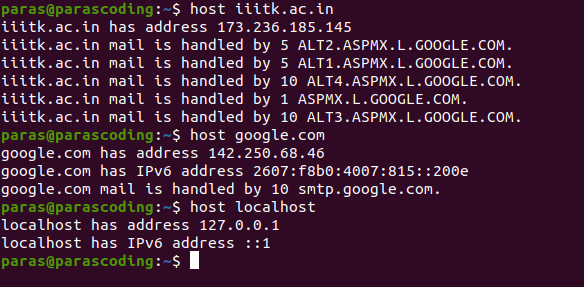 paras@parascoding:~$ host iiitk.ac.in
iiitk.ac.in has address 173.236.185.145
iiitk.ac.in mail is handled by 5 ALT2.ASPMX.L.GOOGLE.COM.
iiitk.ac.in mail is handled by 5 ALT1.ASPMX.L.GOOGLE.COM.
iiitk.ac.in mail is handled by 10 ALT4.ASPMX.L.GOOGLE.COM.
iiitk.ac.in mail is handled by 1 ASPMX.L.GOOGLE.COM.
iiitk.ac.in mail is handled by 10 ALT3.ASPMX.L.GOOGLE.COM.
paras@parascoding:~$ host google.com
google.com has address 142.250.68.46
google.com has IPv6 address 2607:f8b0:4007:815::200e
google.com mail is handled by 10 smtp.google.com.
paras@parascoding:~$ host localhost
localhost has address 127.0.0.1
localhost has IPv6 address ::1
paras@parascoding:~$